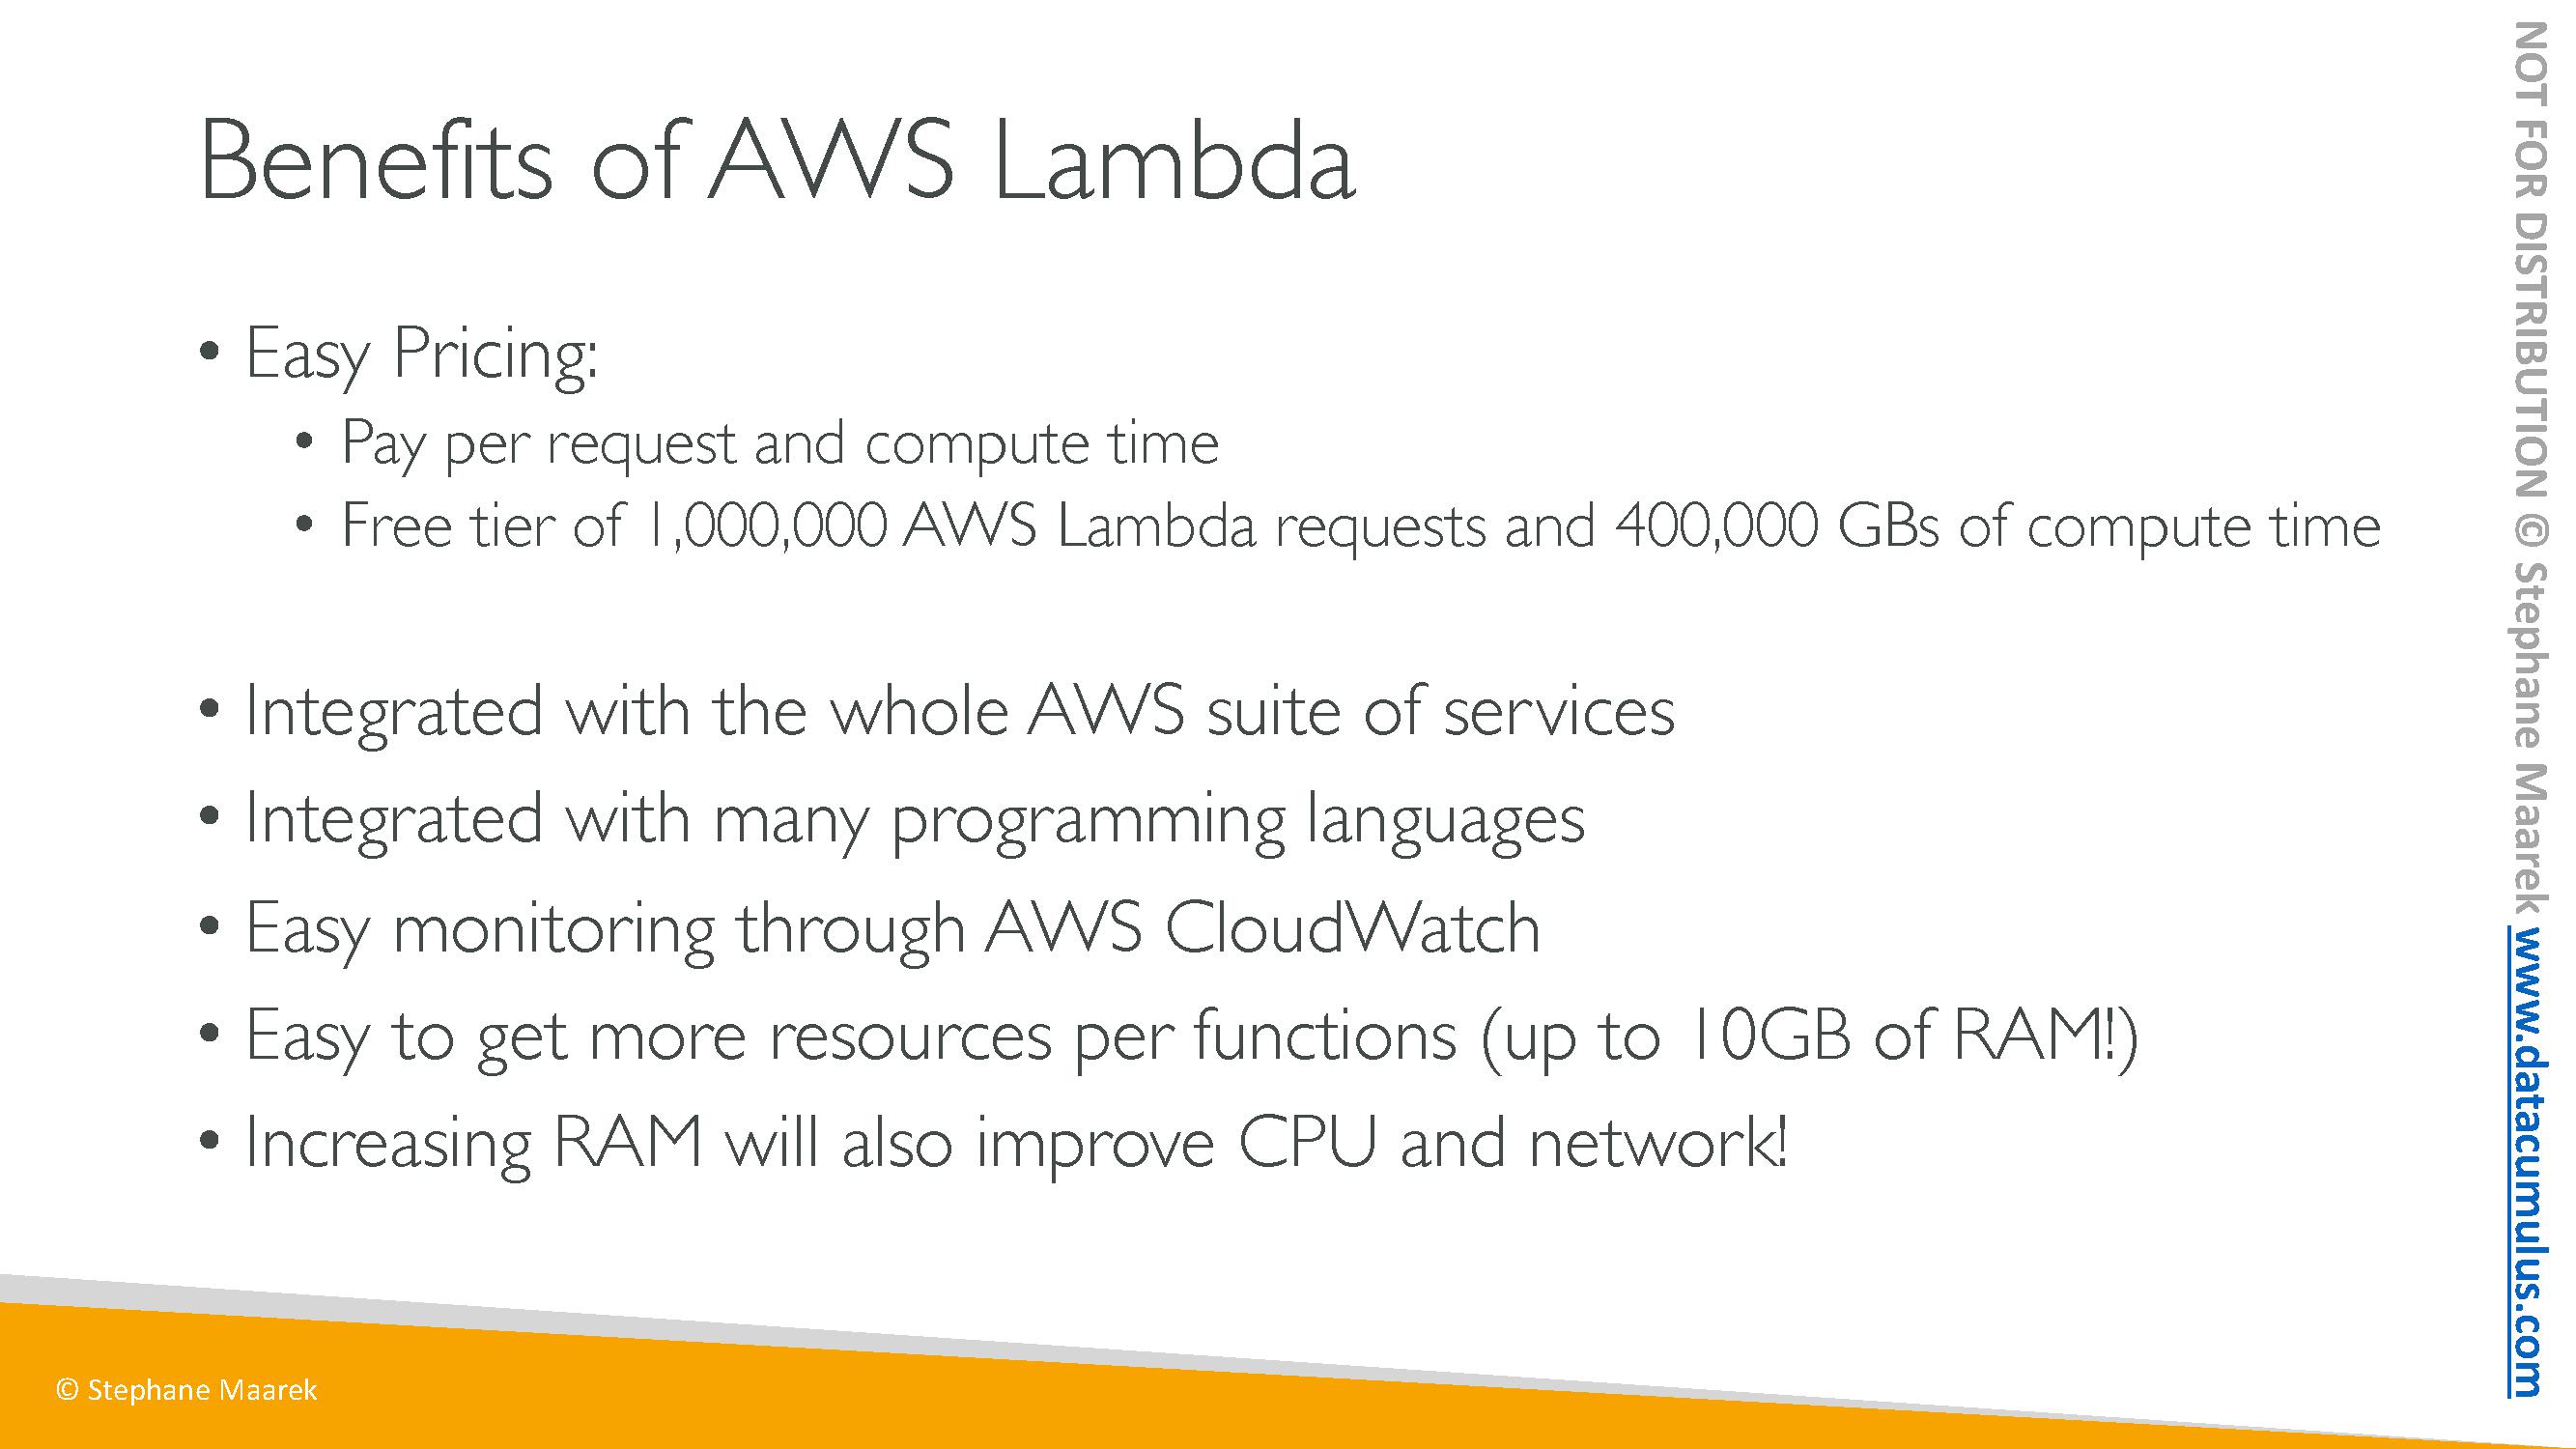 Benefits of AWS Lambda
• Easy Pricing:
• Pay per request and compute time
• Free tier of 1,000,000 AWS Lambda requests and 400,000 GBs of compute time
• Integrated with the whole AWS suite of services
• Integrated with many programming languages
• Easy monitoring through AWS CloudWatch
• Easy to get more resources per functions (up to 10GB of RAM!)
• Increasing RAM will also improve CPU and network!
© Stephane Maarek
NOT FOR DISTRIBUTION © Stephane Maarek www.datacumulus.com